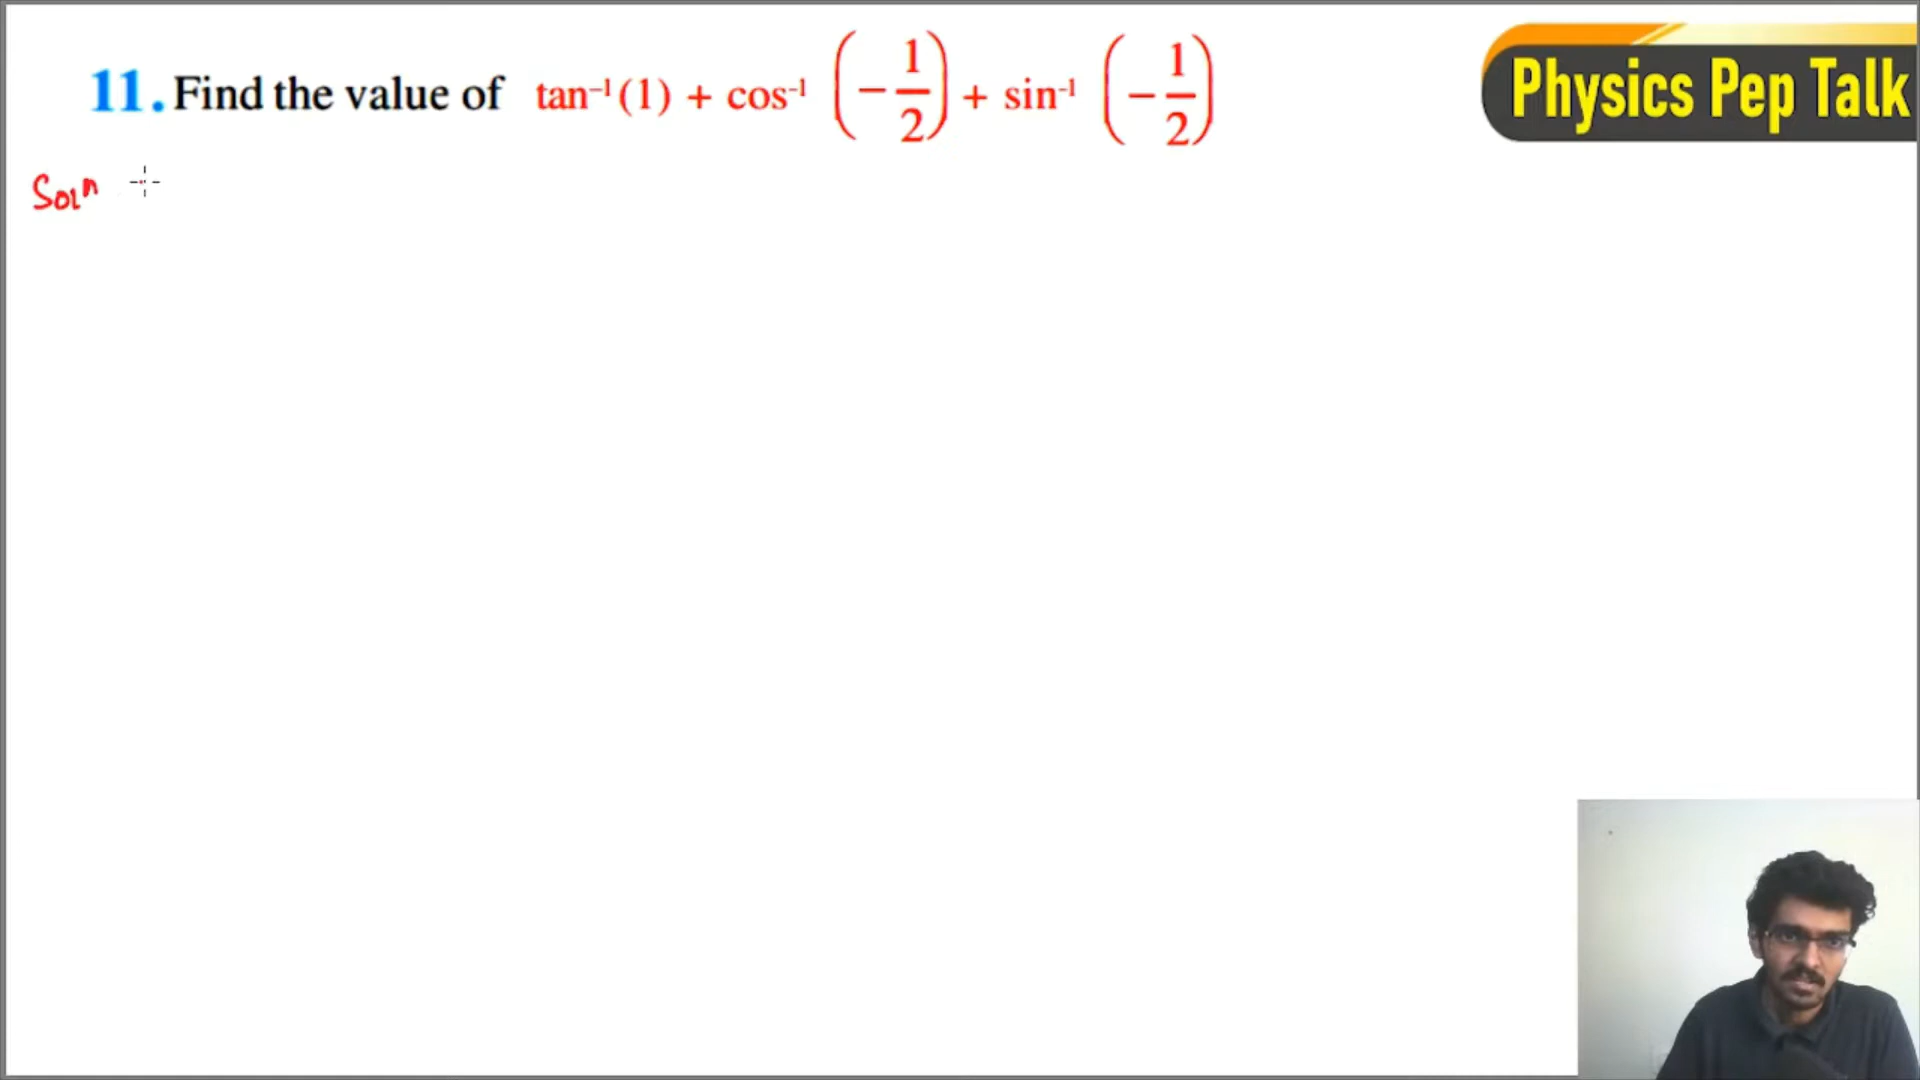 11. Find the value of tan⁻¹(1) + cos⁻¹(-1/2) + sin⁻¹(-1/2)
Physics Pep Talk
Solⁿ